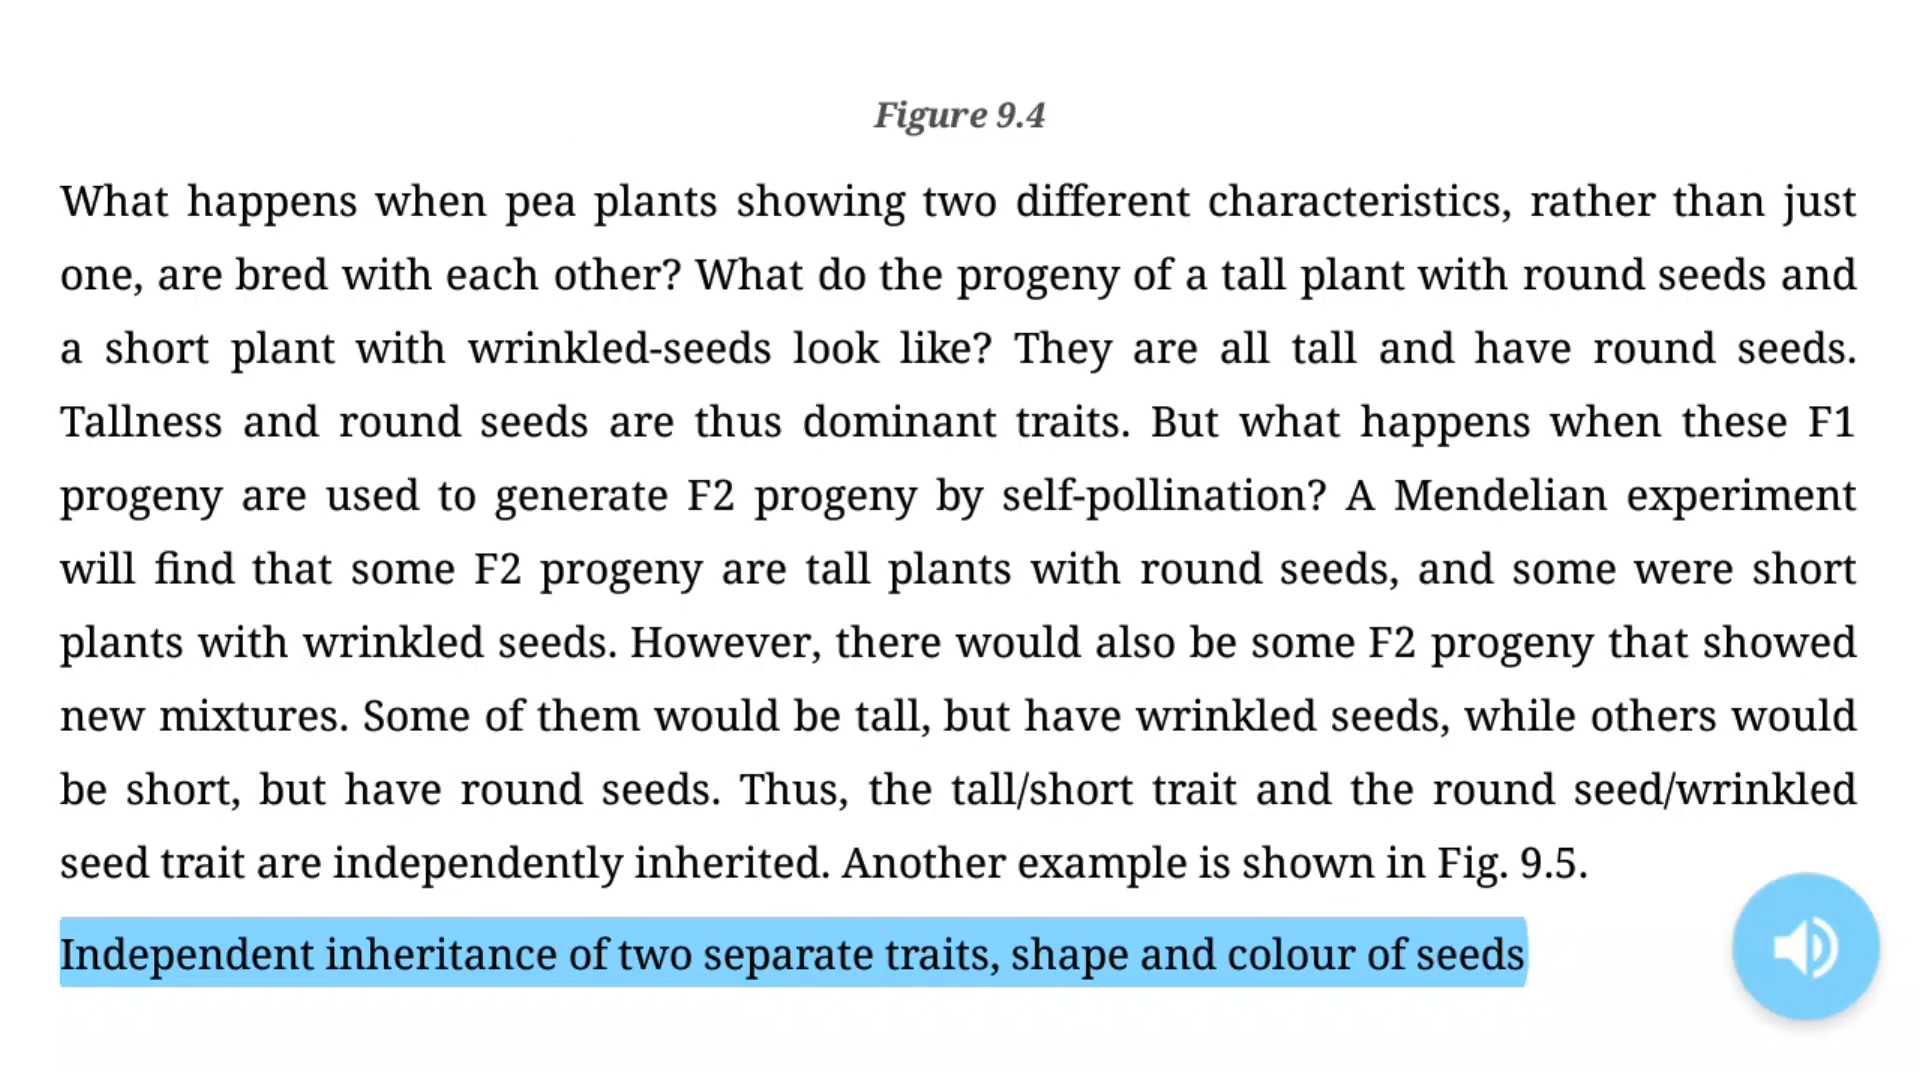 Figure 9.4
What happens when pea plants showing two different characteristics, rather than just
one, are bred with each other? What do the progeny of a tall plant with round seeds and
a short plant with wrinkled-seeds look like? They are all tall and have round seeds.
Tallness and round seeds are thus dominant traits. But what happens when these F1
progeny are used to generate F2 progeny by self-pollination? A Mendelian experiment
will find that some F2 progeny are tall plants with round seeds, and some were short
plants with wrinkled seeds. However, there would also be some F2 progeny that showed
new mixtures. Some of them would be tall, but have wrinkled seeds, while others would
be short, but have round seeds. Thus, the tall/short trait and the round seed/wrinkled
seed trait are independently inherited. Another example is shown in Fig. 9.5.
Independent inheritance of two separate traits, shape and colour of seeds